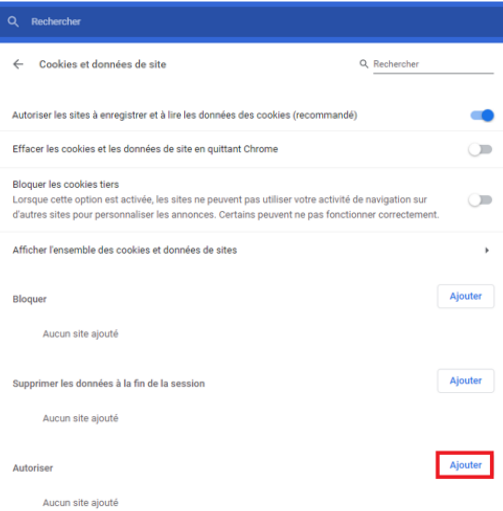 Rechercher
Cookies et données de site
Rechercher
Autoriser les sites à enregistrer et à lire les données des cookies (recommandé)
Effacer les cookies et les données de site en quittant Chrome
Bloquer les cookies tiers
Lorsque cette option est activée, les sites ne peuvent pas utiliser votre activité de navigation sur
d'autres sites pour personnaliser les annonces. Certains peuvent ne pas fonctionner correctement.
Afficher l'ensemble des cookies et données de sites
Bloquer
Ajouter
Aucun site ajouté
Supprimer les données à la fin de la session
Ajouter
Aucun site ajouté
Autoriser
Ajouter
Aucun site ajouté